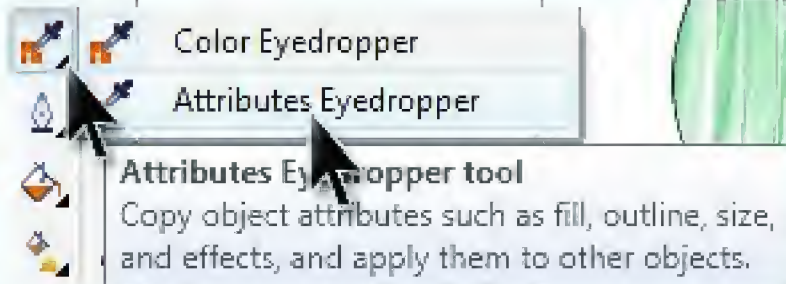 Color Eyedropper
Attributes Eyedropper
Attributes Eyedropper tool
Copy object attributes such as fill, outline, size,
and effects, and apply them to other objects.